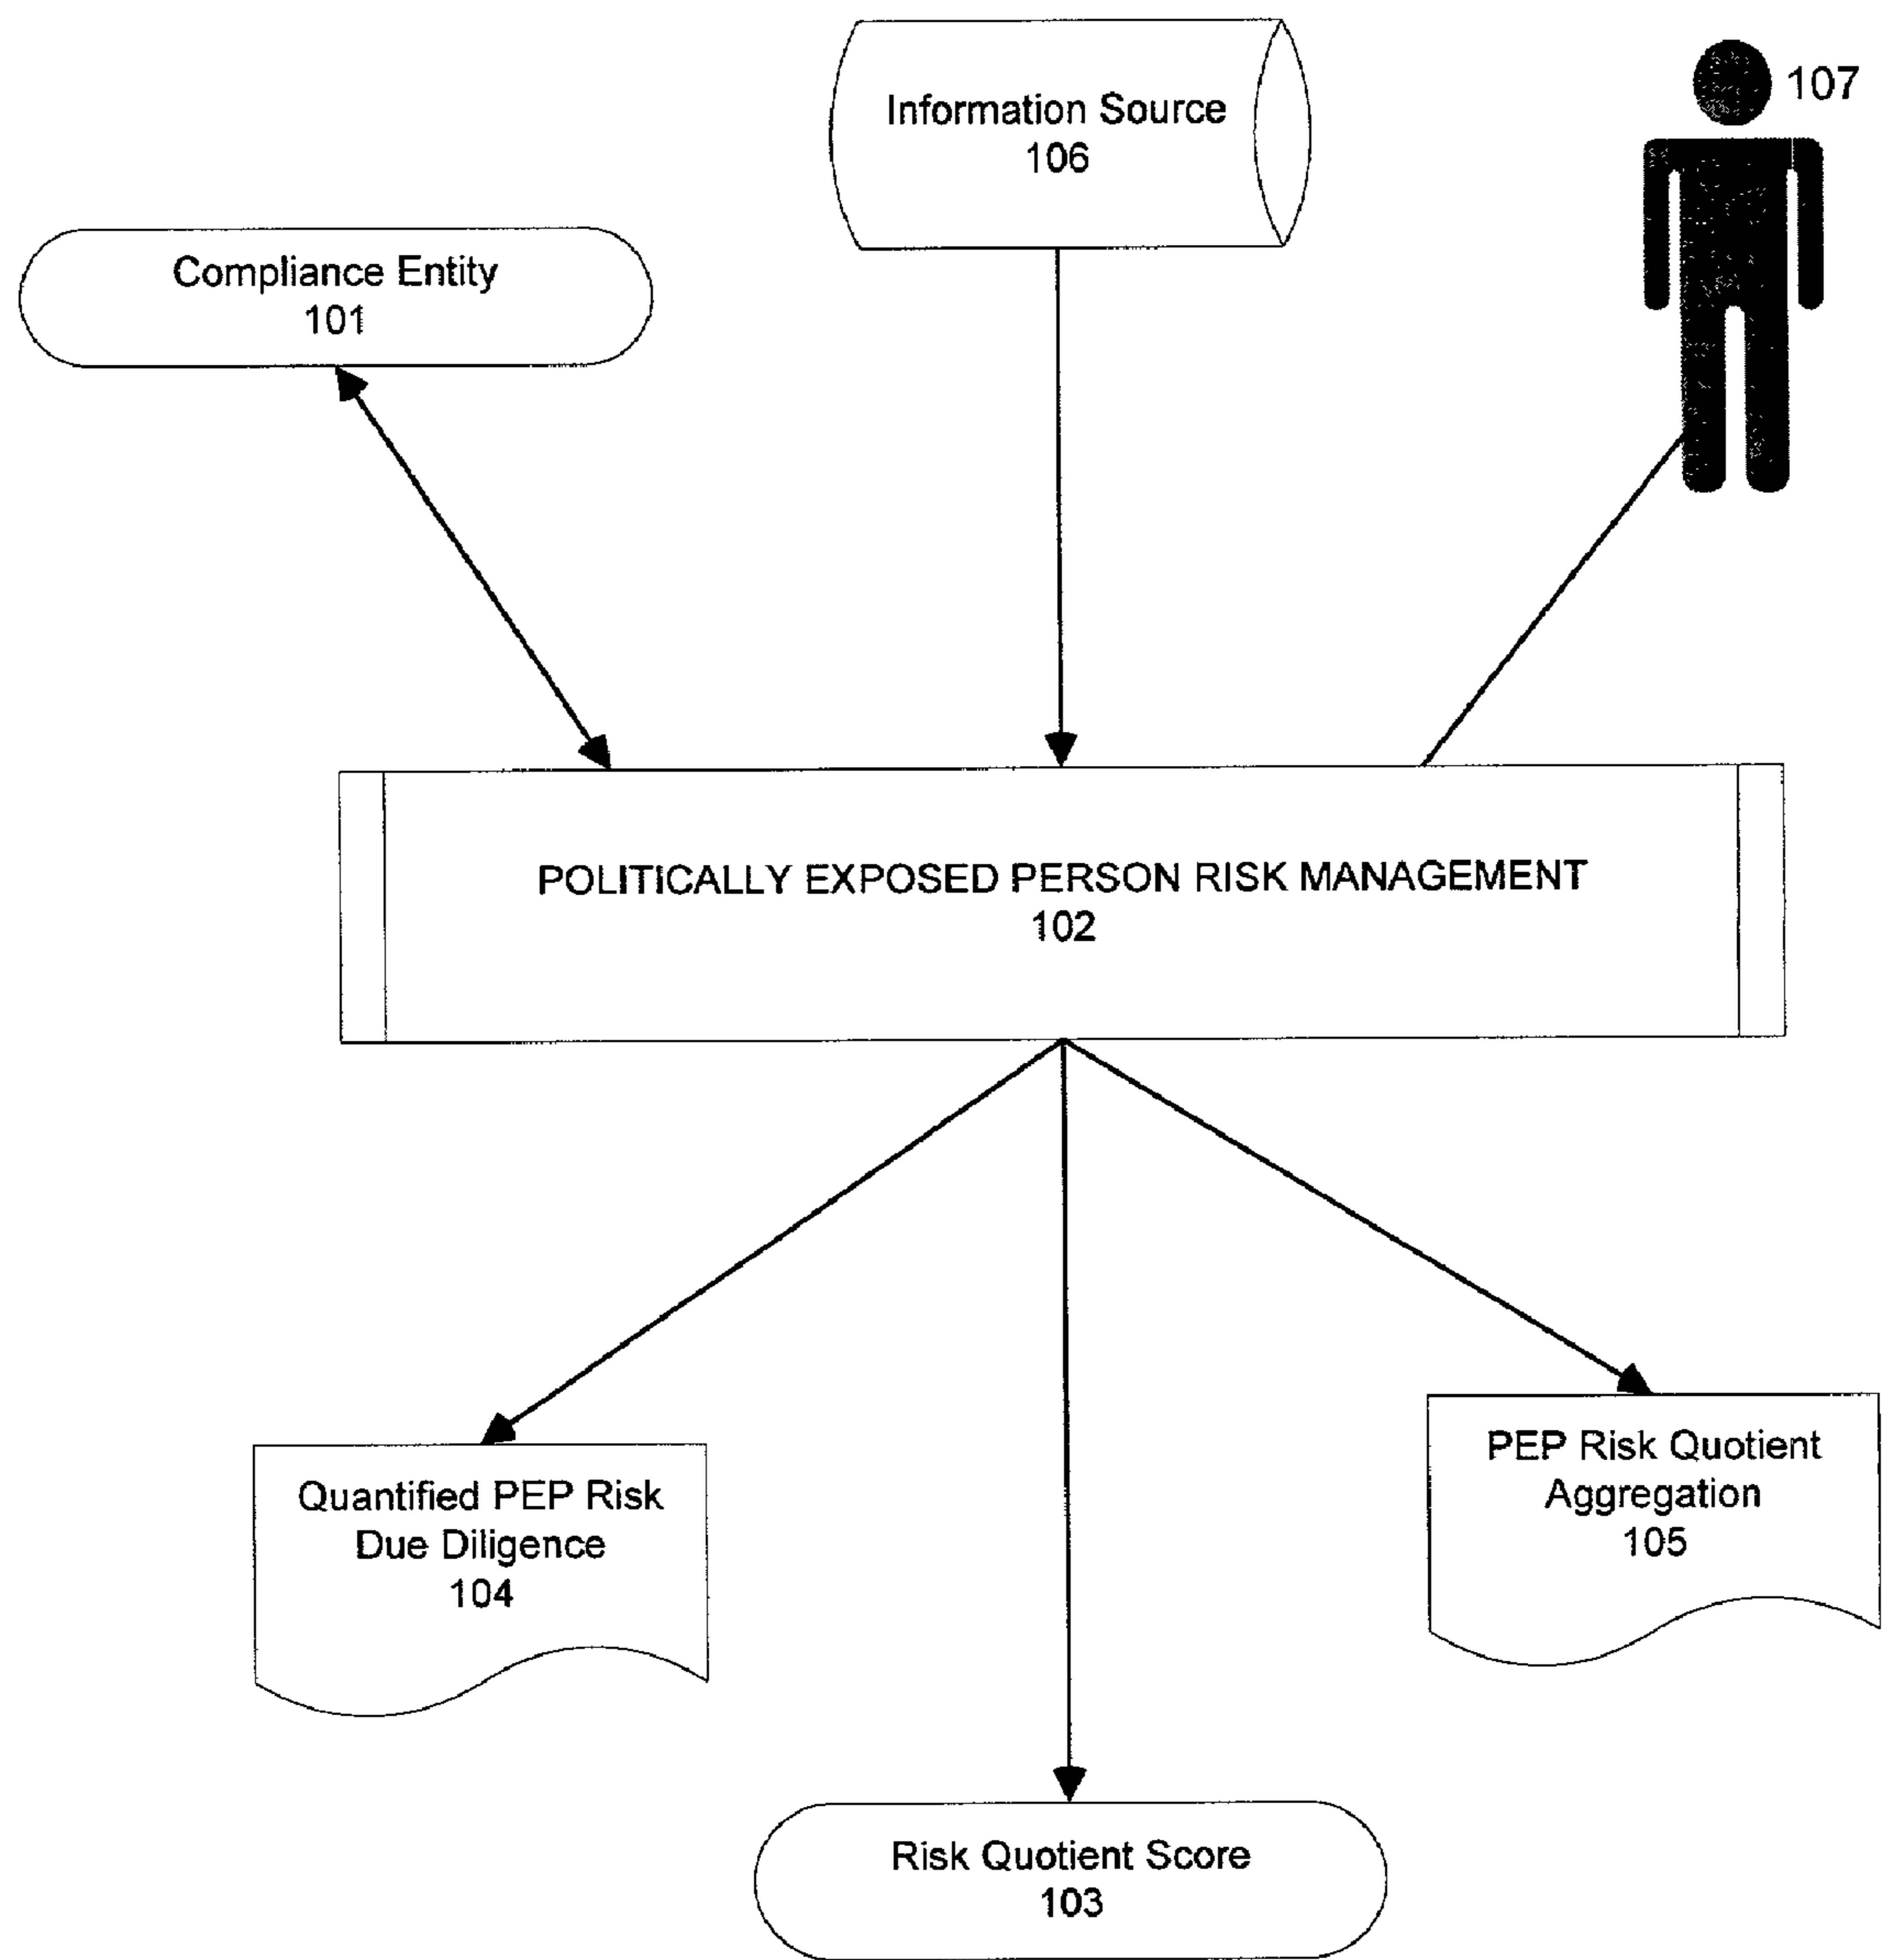 Information Source
106
107
Compliance Entity
101
POLITICALLY EXPOSED PERSON RISK MANAGEMENT
102
Quantified PEP Risk
Due Diligence
104
PEP Risk Quotient
Aggregation
105
Risk Quotient Score
103